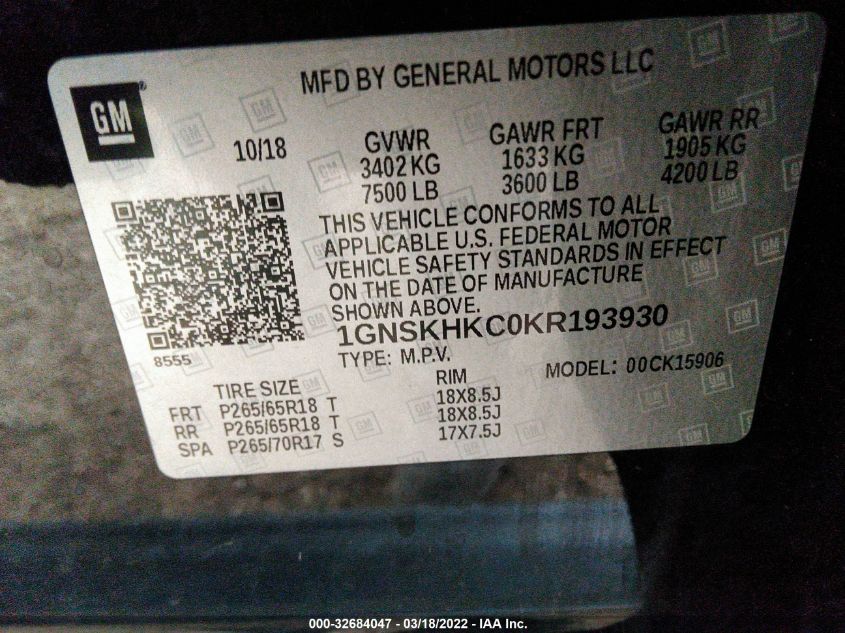 MFD BY GENERAL MOTORS LLC
GM
10/18
GVWR
3402 KG
7500 LB
GAWR FRT
1633 KG
3600 LB
GAWR RR
1905 KG
4200 LB
THIS VEHICLE CONFORMS TO ALL
APPLICABLE U.S. FEDERAL MOTOR
VEHICLE SAFETY STANDARDS IN EFFECT
ON THE DATE OF MANUFACTURE
SHOWN ABOVE.
8555
1GNSKHKC0KR193930
TYPE: M.P.V.
MODEL: 00CK15906
TIRE SIZE RIM
FRT P265/65R18 T 18X8.5J
RR P265/65R18 T 18X8.5J
SPA P265/70R17 S 17X7.5J
000-32684047 - 03/18/2022 - IAA Inc.